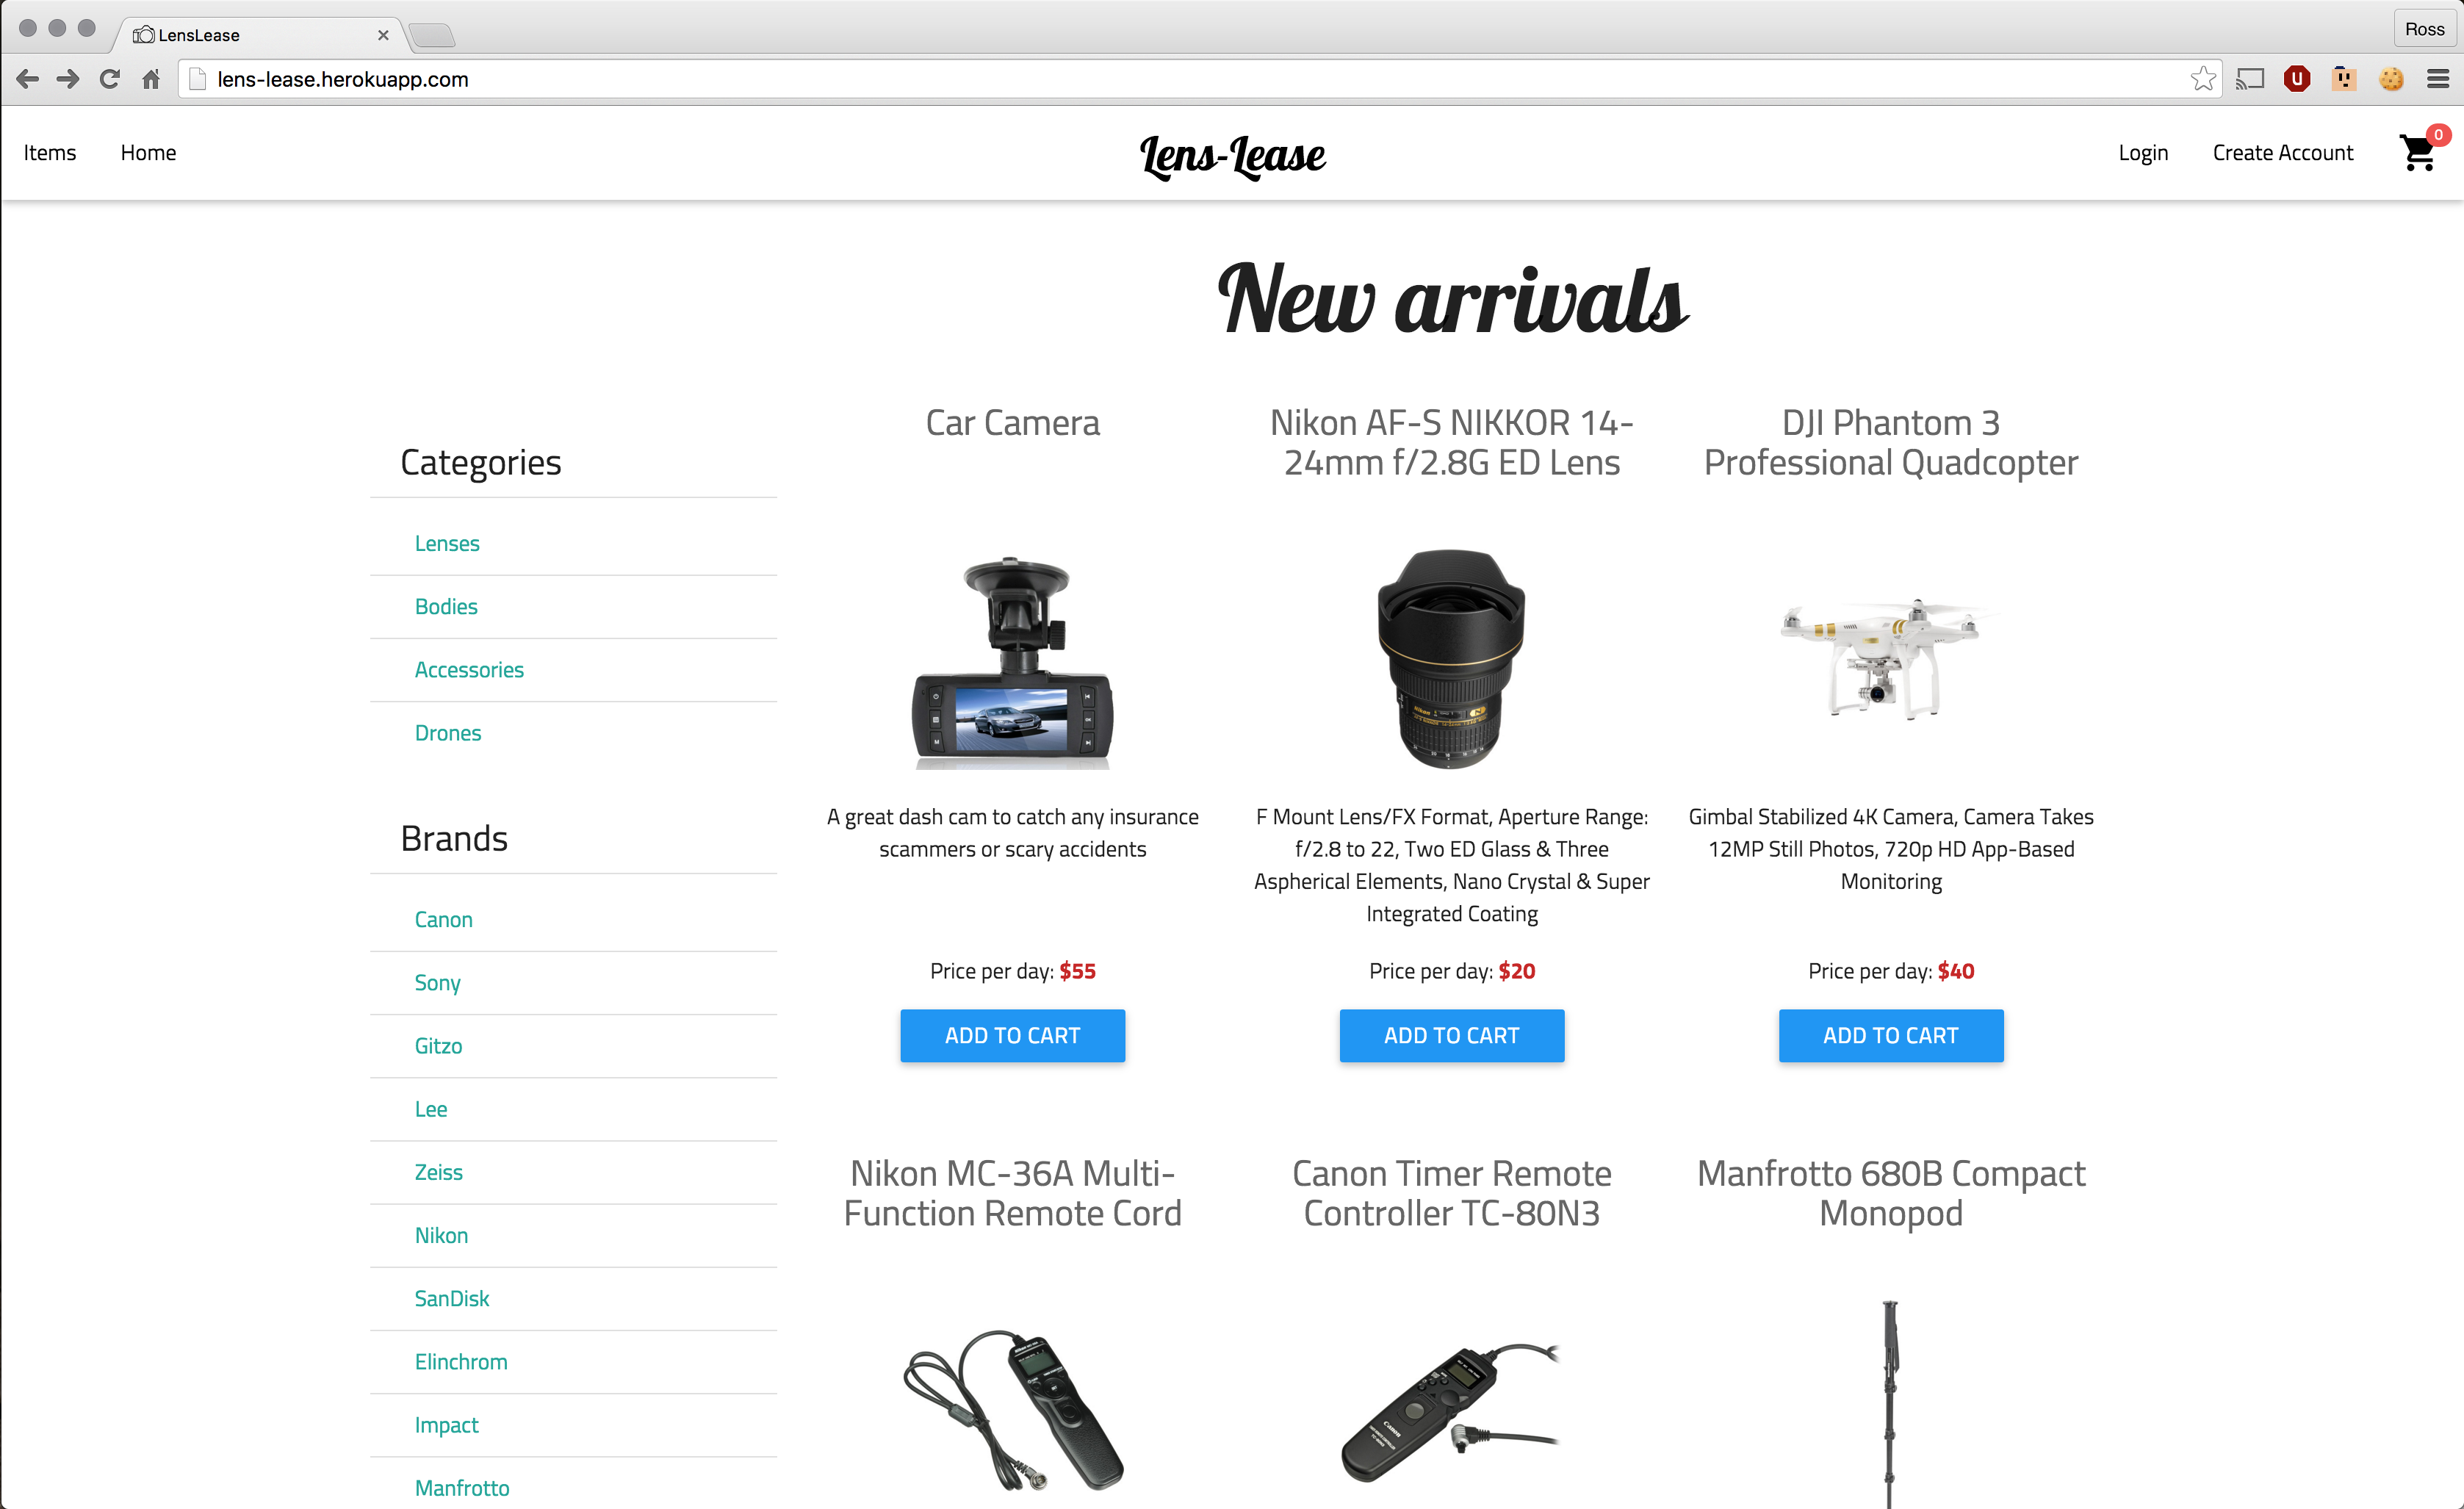 LensLease
Ross
lens-lease.herokuapp.com
Items
Home
Lens-Lease
Login
Create Account
0
New arrivals
Categories
Lenses
Bodies
Accessories
Drones
Brands
Canon
Sony
Gitzo
Lee
Zeiss
Nikon
SanDisk
Elinchrom
Impact
Manfrotto
Car Camera
A great dash cam to catch any insurance
scammers or scary accidents
Price per day: $55
ADD TO CART
Nikon AF-S NIKKOR 14-
24mm f/2.8G ED Lens
Nikon
F Mount Lens/FX Format, Aperture Range:
f/2.8 to 22, Two ED Glass & Three
Aspherical Elements, Nano Crystal & Super
Integrated Coating
Price per day: $20
ADD TO CART
DJI Phantom 3
Professional Quadcopter
Gimbal Stabilized 4K Camera, Camera Takes
12MP Still Photos, 720p HD App-Based
Monitoring
Price per day: $40
ADD TO CART
Nikon MC-36A Multi-
Function Remote Cord
Canon Timer Remote
Controller TC-80N3
Canon
Manfrotto 680B Compact
Monopod